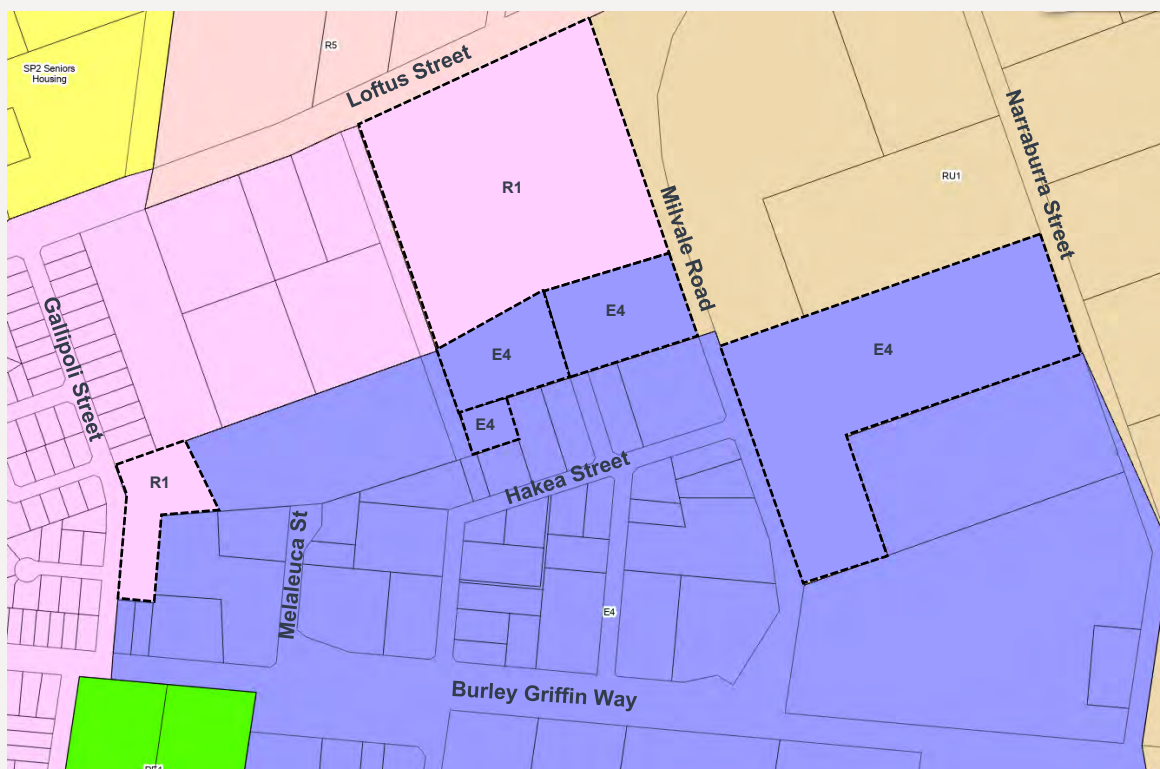 R5
SP2 Seniors
Housing
Loftus Street
Narraburra Street
RU1
R1
Milvale Road
Gallipoli Street
E4
E4
E4
E4
R1
Hakea Street
Melaleuca St
E4
Burley Griffin Way